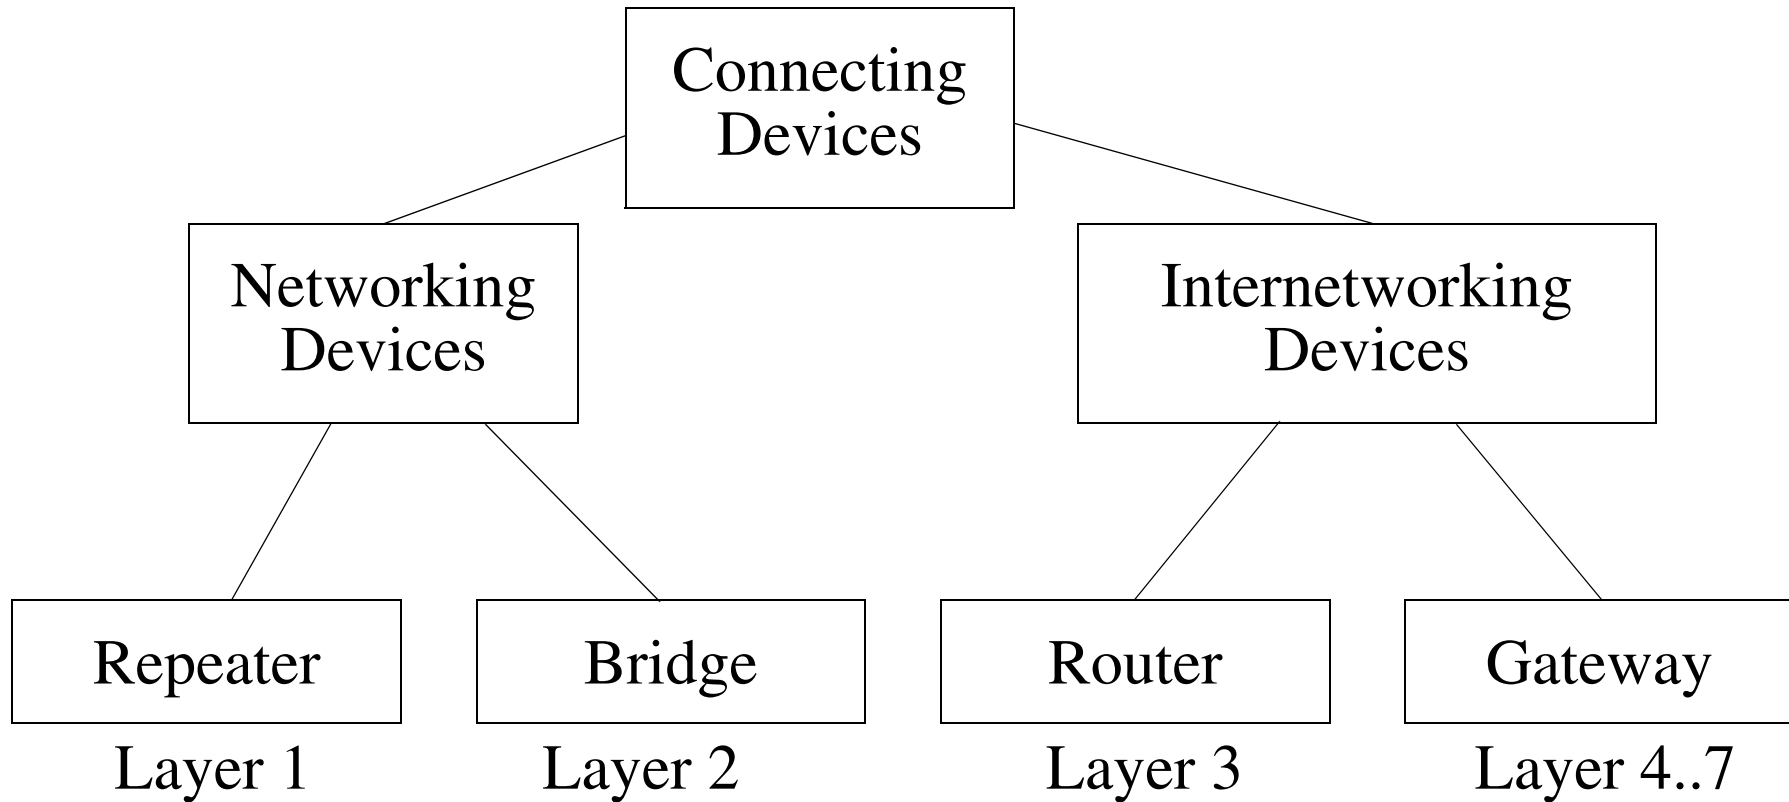 Connecting
Devices
Networking
Devices
Internetworking
Devices
Repeater
Bridge
Router
Gateway
Layer 1
Layer 2
Layer 3
Layer 4..7